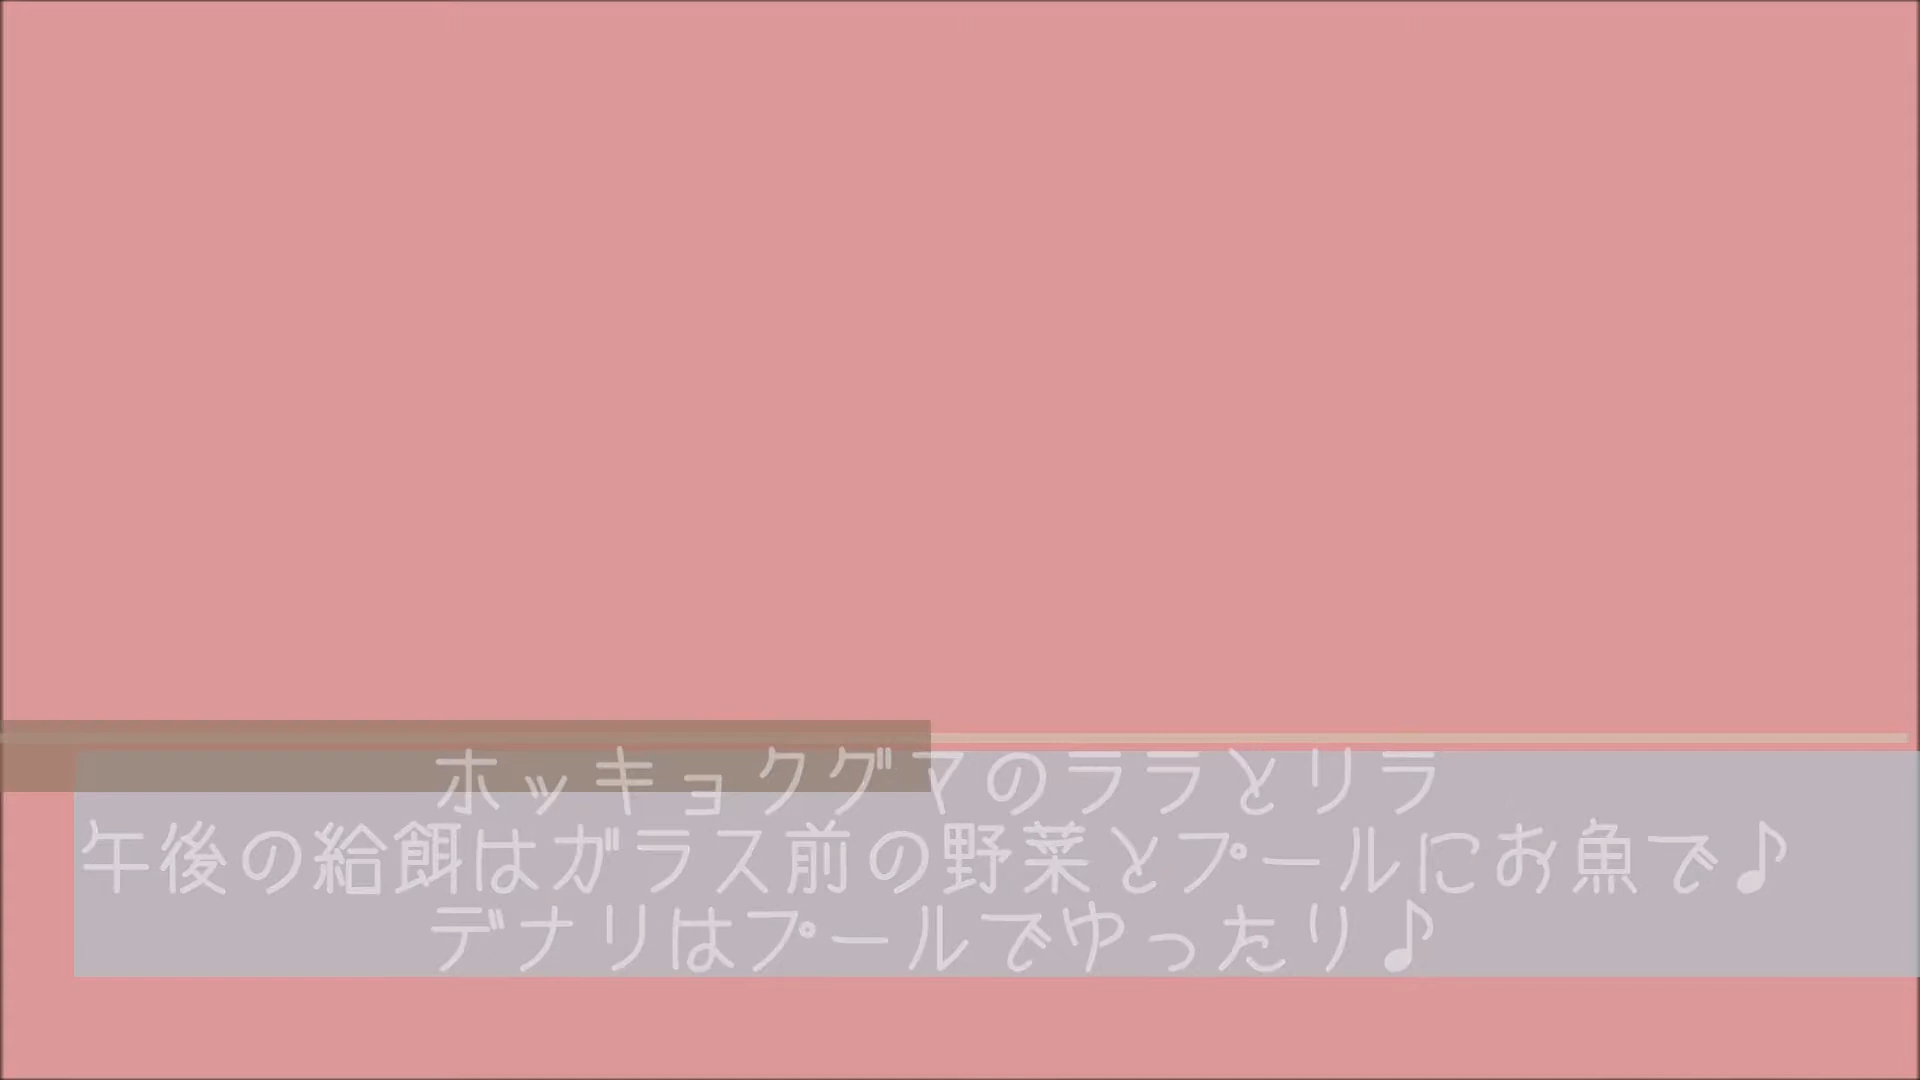 ホッキョクグマのララとリラ
午後の給餌はガラス前の野菜とプールにお魚で♪
デナリはプールでゆったり♪